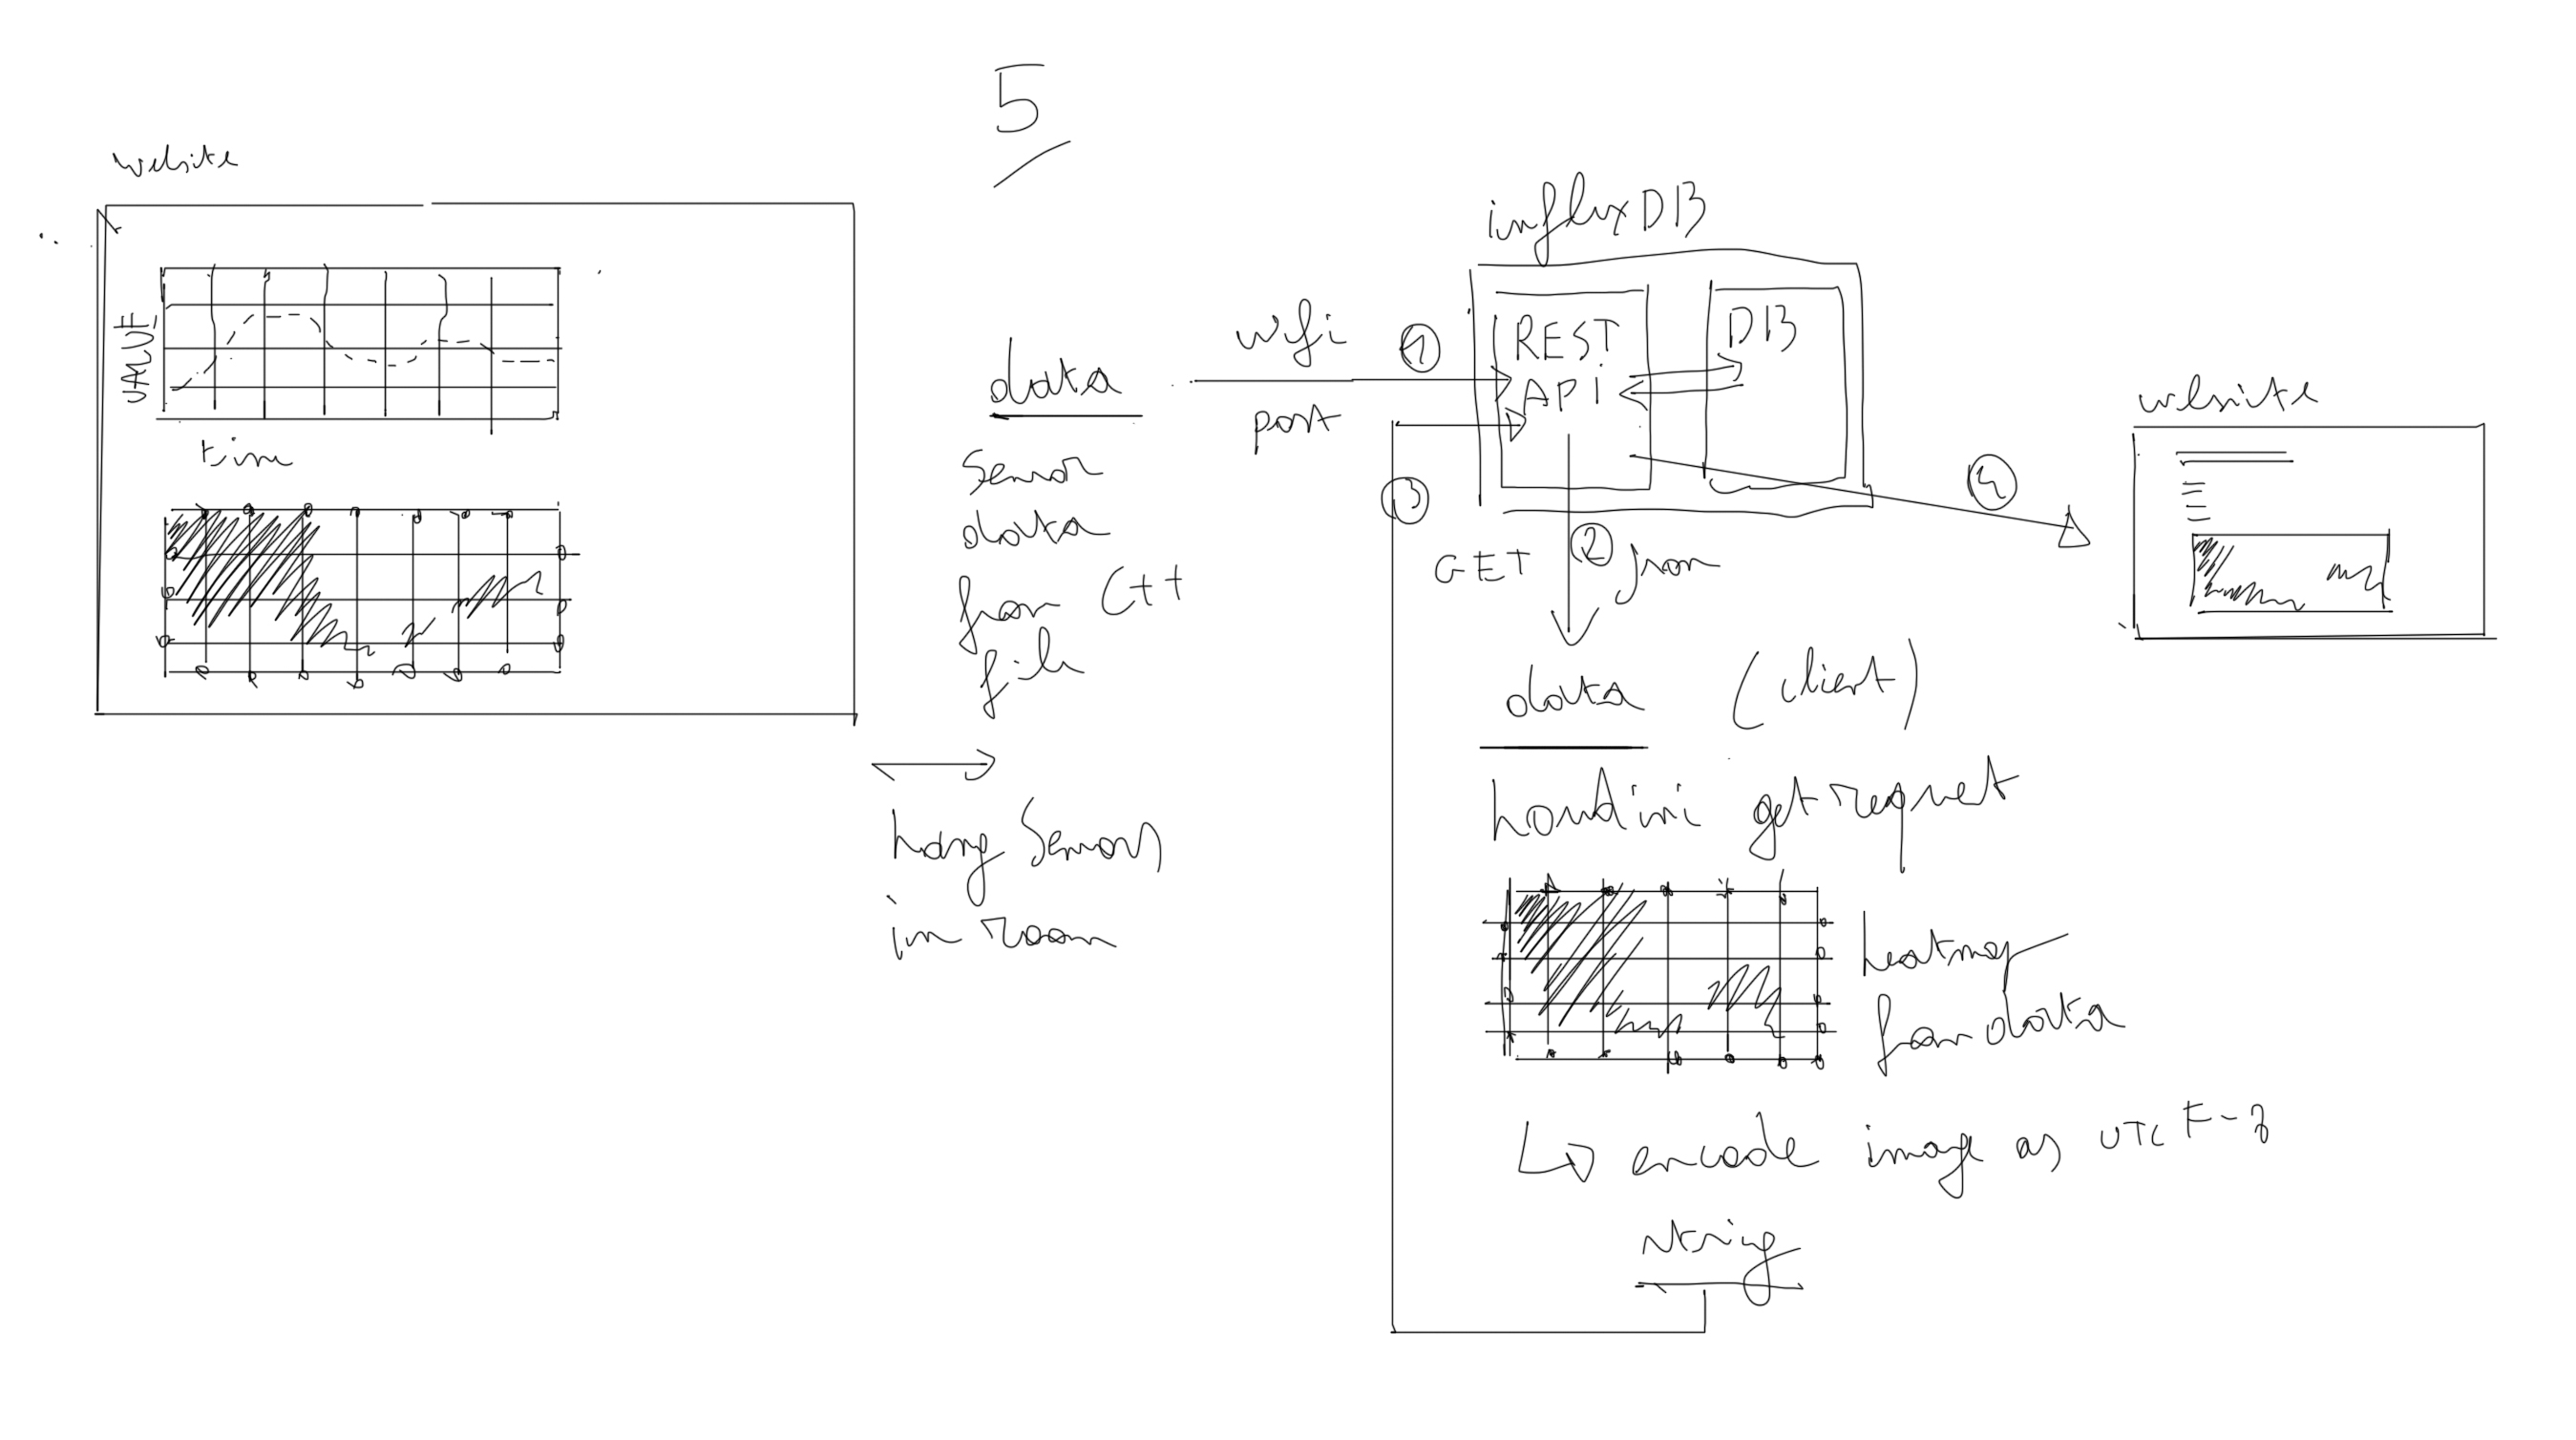 5
website
VALUE
time
data
sensor
data
from C++
file
hang sensors
in room
wifi
post
1
influxDB
REST
API
DB
3
GET
2
json
4
website
data (client)
houdini get request
heatmap
from data
encode image as UTC F-8
string